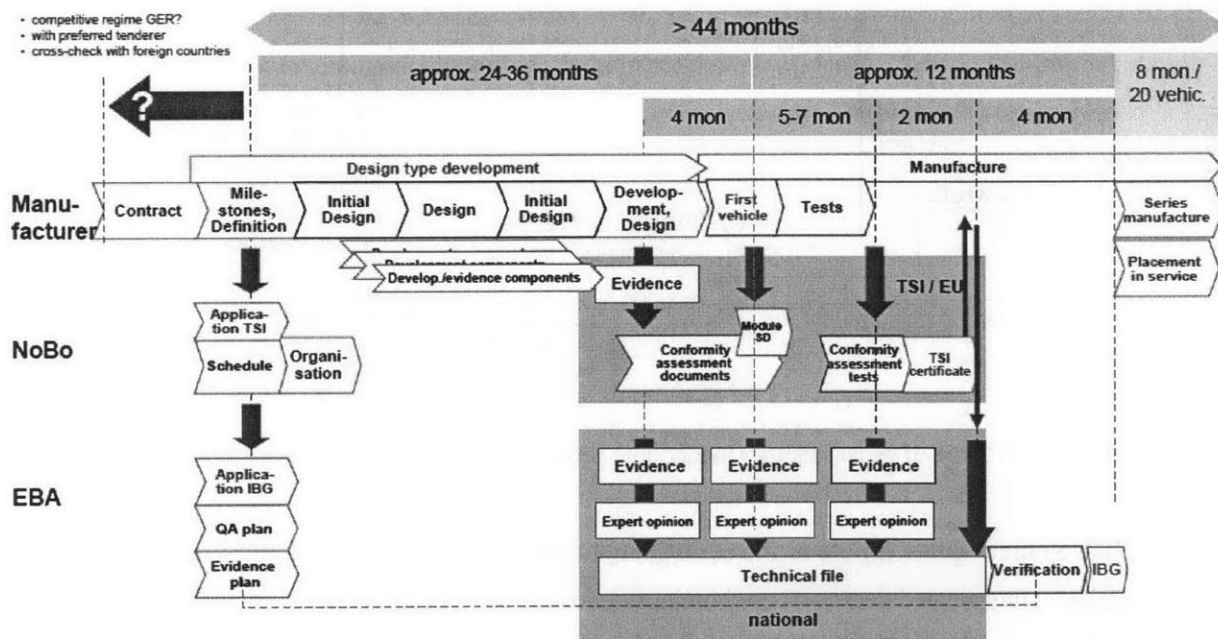 • competitive regime GER?
• with preferred tenderer
• cross-check with foreign countries
> 44 months
approx. 24-36 months
approx. 12 months
8 mon./
20 vehic.
?
4 mon
5-7 mon
2 mon
4 mon
Design type development
Manufacture
Manu-
facturer
Contract
Mile-
stones,
Definition
Initial
Design
Design
Initial
Design
Develop-
ment,
Design
First
vehicle
Tests
Series
manufacture
Development components
Develop./evidence components
Evidence
TSI / EU
Placement
in service
NoBo
Applica-
tion TSI
Schedule
Organi-
sation
Module
SD
Conformity
assessment
documents
Conformity
assessment
tests
TSI
certificate
EBA
Applica-
tion IBG
QA plan
Evidence
plan
Evidence
Evidence
Evidence
Expert opinion
Expert opinion
Expert opinion
Technical file
Verification
IBG
national